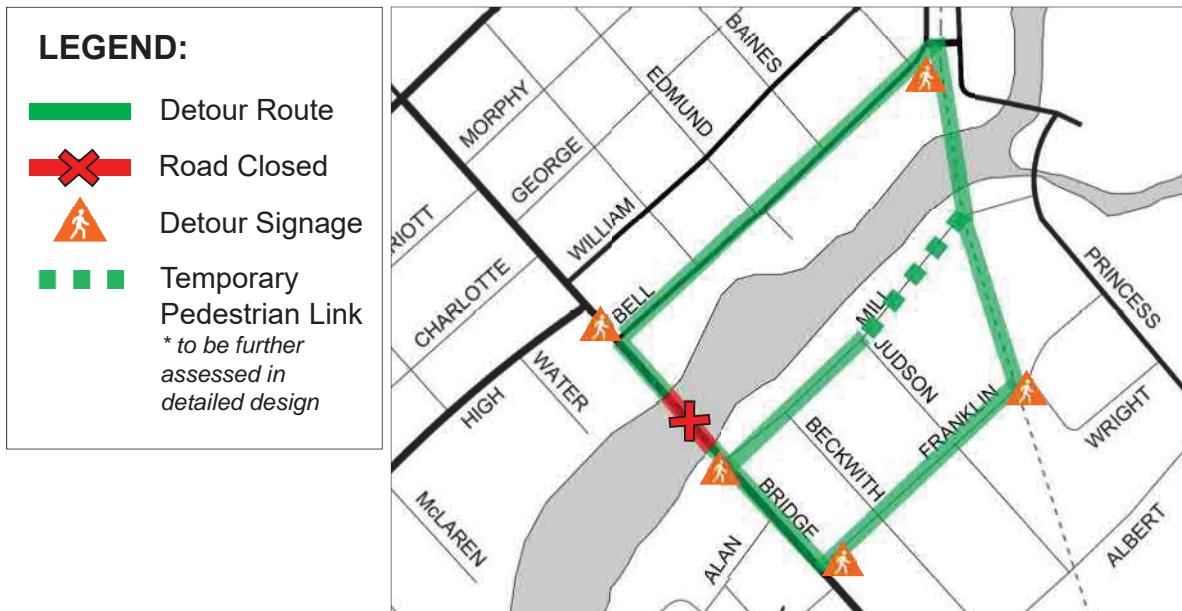 LEGEND:
Detour Route
Road Closed
Detour Signage
Temporary
Pedestrian Link
* to be further
assessed in
detailed design
BAINES
EDMUND
MORPHY
GEORGE
WILLIAM
RIOTT
CHARLOTTE
BELL
PRINCESS
MILL
JUDSON
WATER
HIGH
FRANKLIN
WRIGHT
BECKWITH
BRIDGE
McLAREN
ALAN
ALBERT